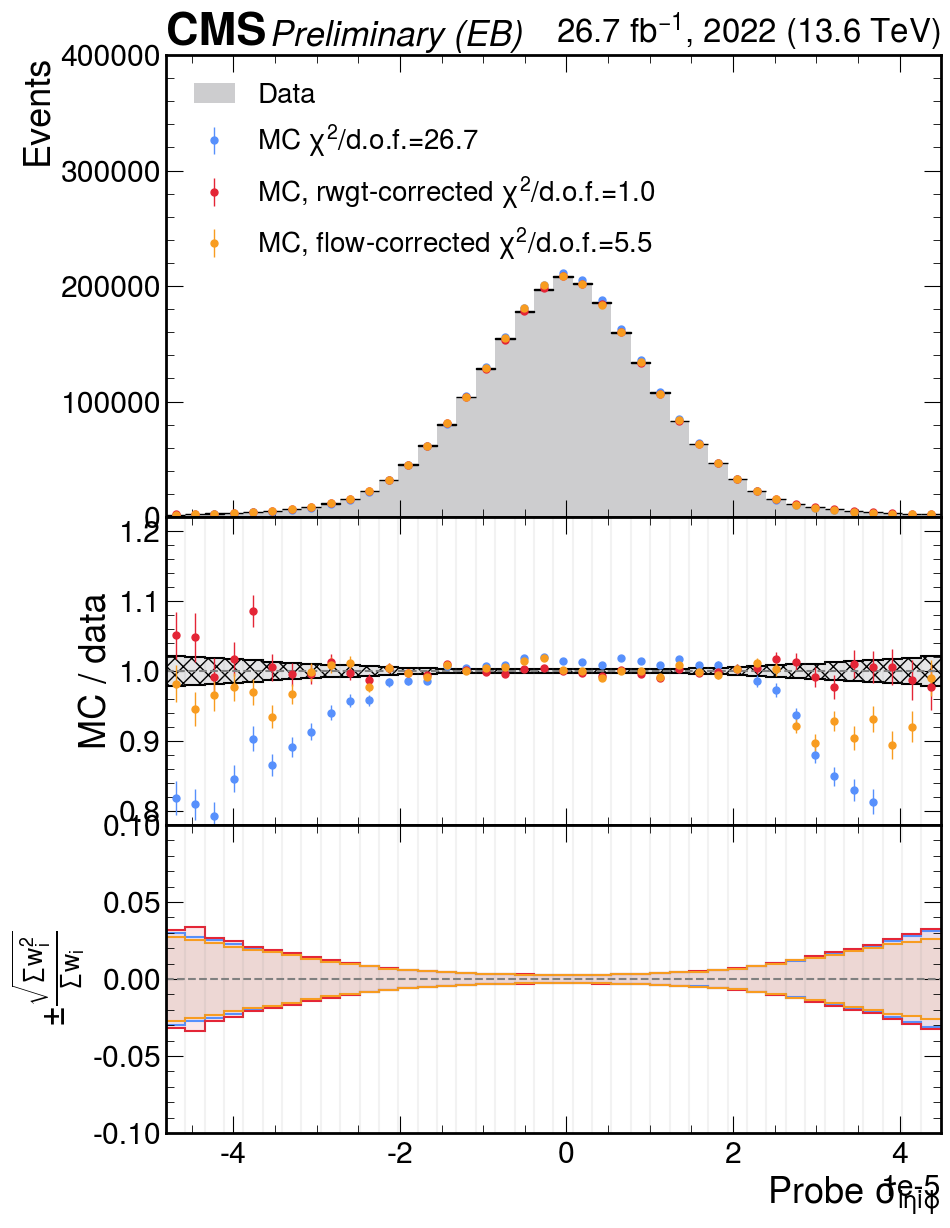 CMS Preliminary (EB) 26.7 fb⁻¹, 2022 (13.6 TeV)
400000
Events
Data
MC χ²/d.o.f.=26.7
300000
MC, rwgt-corrected χ²/d.o.f.=1.0
MC, flow-corrected χ²/d.o.f.=5.5
200000
100000
0
1.2
1.1
MC / data
1.0
0.9
0.8
0.10
0.05
± √Σw_i² / Σw_i
0.00
-0.05
-0.10
-4 -2 0 2 4
1e-5
Probe σ_iηiφ